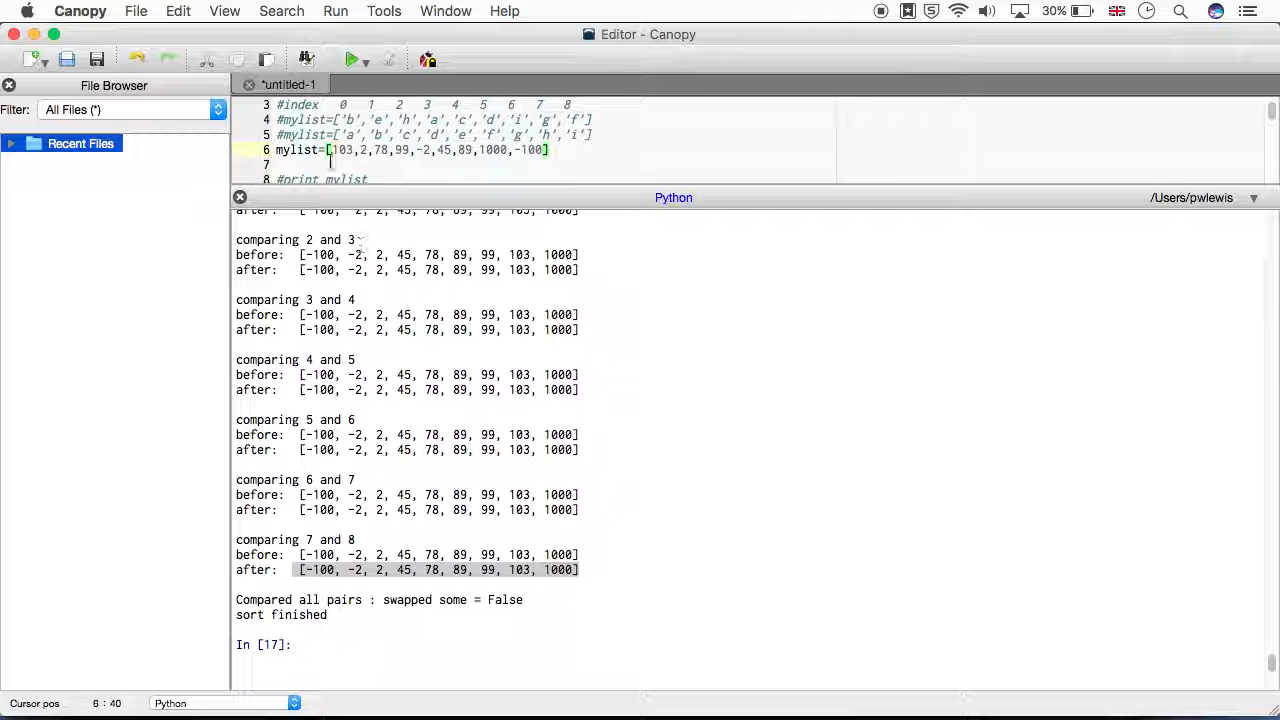 Canopy File Edit View Search Run Tools Window Help 30%
Editor - Canopy
File Browser
*untitled-1
Filter: All Files (*)
Recent Files
3 #index 0 1 2 3 4 5 6 7 8
4 #mylist=['b','e','h','a','c','d','i','g','f']
5 #mylist=['a','b','c','d','e','f','g','h','i']
6 mylist=[103,2,78,99,-2,45,89,1000,-100]
7
8 #print mylist
Python /Users/pwlewis
after: [-100, -2, 2, 45, 78, 89, 99, 103, 1000]
comparing 2 and 3
before: [-100, -2, 2, 45, 78, 89, 99, 103, 1000]
after: [-100, -2, 2, 45, 78, 89, 99, 103, 1000]
comparing 3 and 4
before: [-100, -2, 2, 45, 78, 89, 99, 103, 1000]
after: [-100, -2, 2, 45, 78, 89, 99, 103, 1000]
comparing 4 and 5
before: [-100, -2, 2, 45, 78, 89, 99, 103, 1000]
after: [-100, -2, 2, 45, 78, 89, 99, 103, 1000]
comparing 5 and 6
before: [-100, -2, 2, 45, 78, 89, 99, 103, 1000]
after: [-100, -2, 2, 45, 78, 89, 99, 103, 1000]
comparing 6 and 7
before: [-100, -2, 2, 45, 78, 89, 99, 103, 1000]
after: [-100, -2, 2, 45, 78, 89, 99, 103, 1000]
comparing 7 and 8
before: [-100, -2, 2, 45, 78, 89, 99, 103, 1000]
after: [-100, -2, 2, 45, 78, 89, 99, 103, 1000]
Compared all pairs : swapped some = False
sort finished
In [17]:
Cursor pos 6 : 40 Python